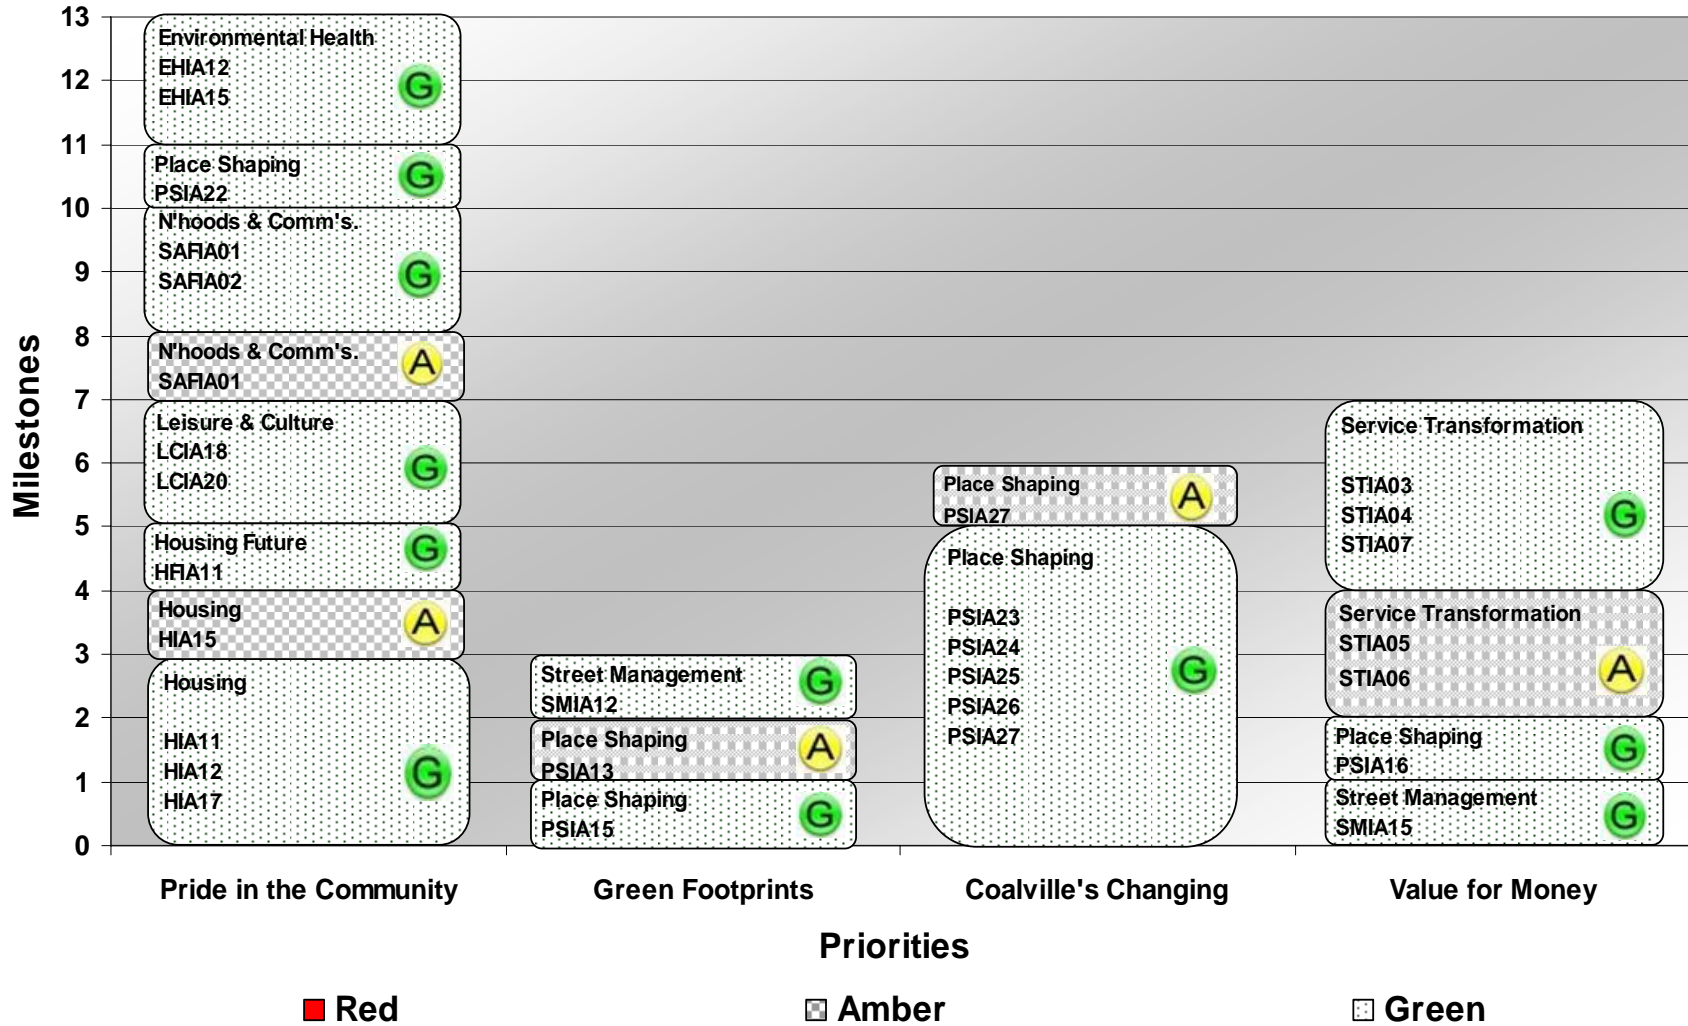 13
12
11
10
9
8
7
6
5
4
3
2
1
0
Milestones
Environmental Health
EHIA12
EHIA15
G
Place Shaping
PSIA22
G
N'hoods & Comm's.
SAFIA01
SAFIA02
G
N'hoods & Comm's.
SAFIA01
A
Leisure & Culture
LCIA18
LCIA20
G
Housing Future
HFIA11
G
Housing
HIA15
A
Housing
HIA11
HIA12
HIA17
G
Street Management
SMIA12
G
Place Shaping
PSIA13
A
Place Shaping
PSIA15
G
Place Shaping
PSIA27
A
Place Shaping
PSIA23
PSIA24
PSIA25
PSIA26
PSIA27
G
Service Transformation
STIA03
STIA04
STIA07
G
Service Transformation
STIA05
STIA06
A
Place Shaping
PSIA16
G
Street Management
SMIA15
G
Pride in the Community
Green Footprints
Coalville's Changing
Value for Money
Priorities
Red
Amber
Green